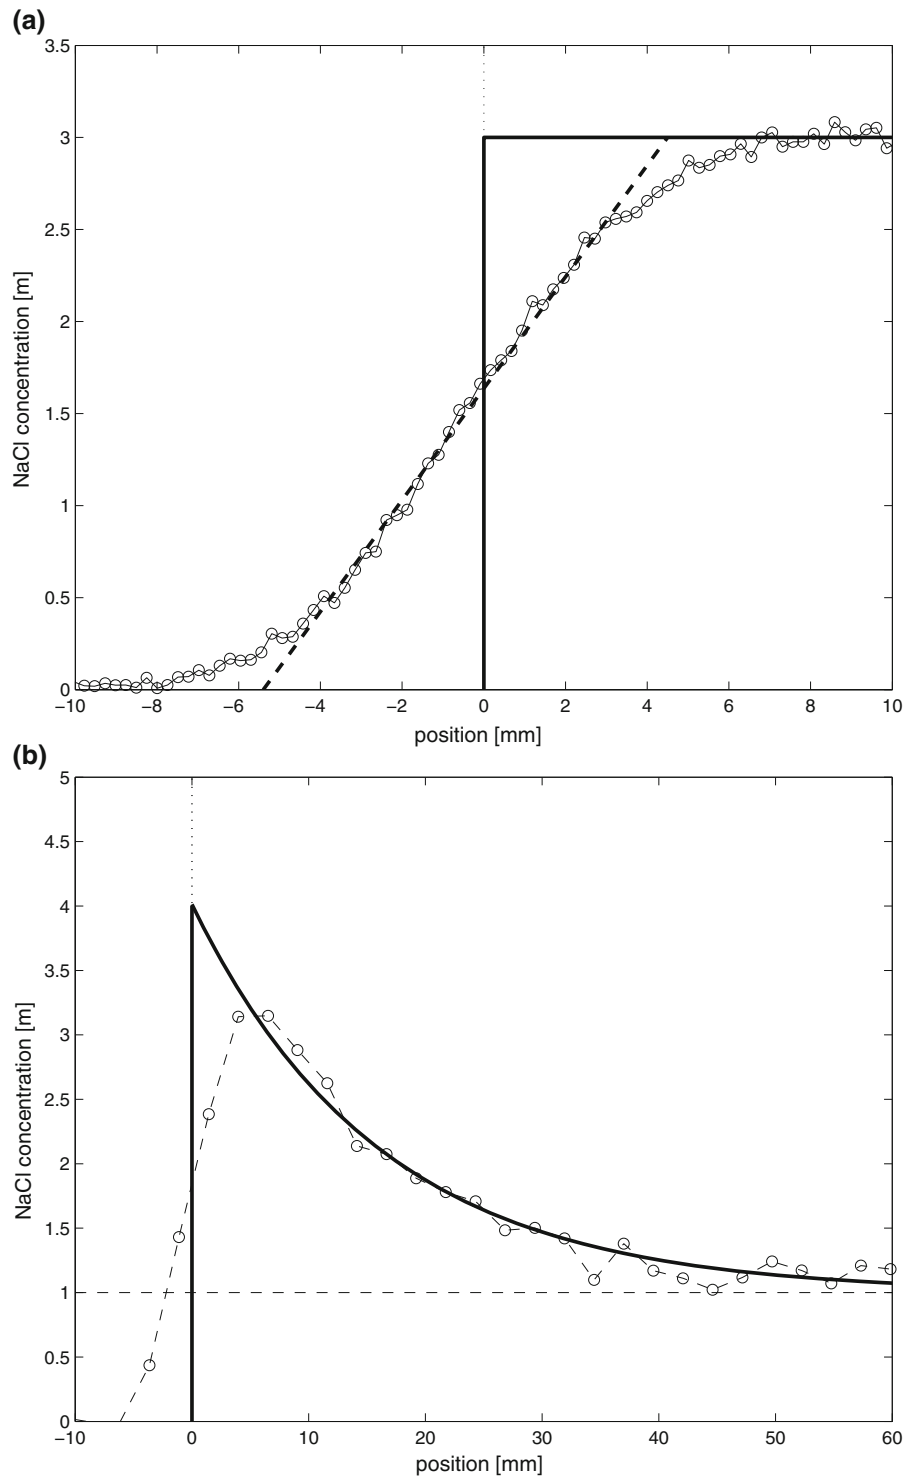 (a)
3.5
3
2.5
2
1.5
1
0.5
0
NaCl concentration [m]
−10 −8 −6 −4 −2 0 2 4 6 8 10
position [mm]
(b)
5
4.5
4
3.5
3
2.5
2
1.5
1
0.5
0
NaCl concentration [m]
−10 0 10 20 30 40 50 60
position [mm]